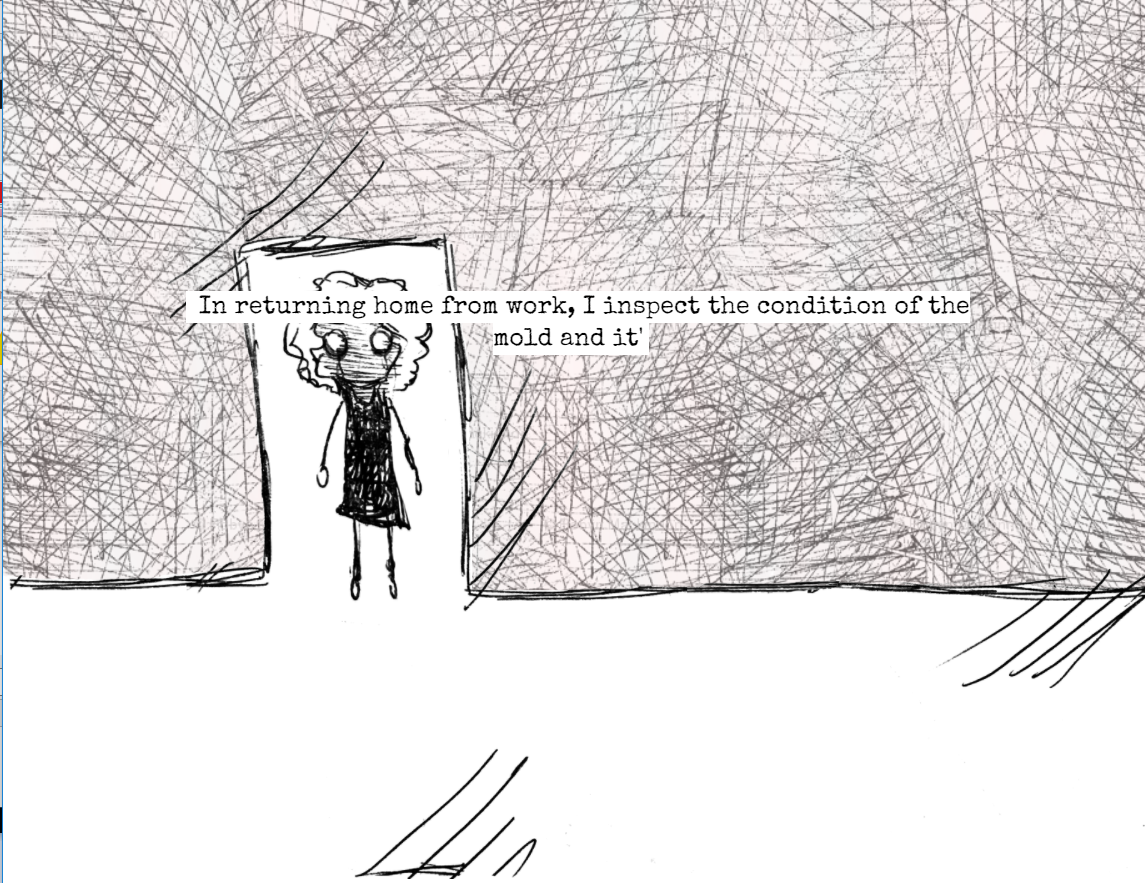 In returning home from work, I inspect the condition of the
mold and it'